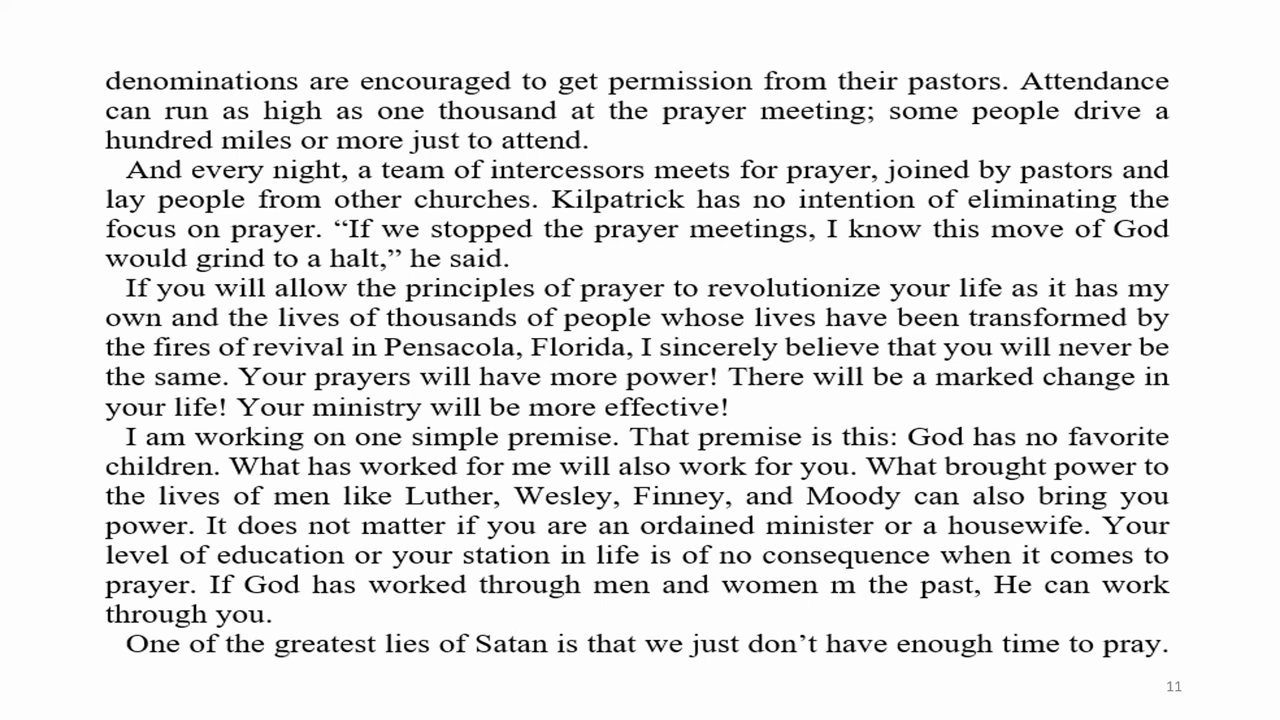 denominations are encouraged to get permission from their pastors. Attendance
can run as high as one thousand at the prayer meeting; some people drive a
hundred miles or more just to attend.
And every night, a team of intercessors meets for prayer, joined by pastors and
lay people from other churches. Kilpatrick has no intention of eliminating the
focus on prayer. “If we stopped the prayer meetings, I know this move of God
would grind to a halt,” he said.
If you will allow the principles of prayer to revolutionize your life as it has my
own and the lives of thousands of people whose lives have been transformed by
the fires of revival in Pensacola, Florida, I sincerely believe that you will never be
the same. Your prayers will have more power! There will be a marked change in
your life! Your ministry will be more effective!
I am working on one simple premise. That premise is this: God has no favorite
children. What has worked for me will also work for you. What brought power to
the lives of men like Luther, Wesley, Finney, and Moody can also bring you
power. It does not matter if you are an ordained minister or a housewife. Your
level of education or your station in life is of no consequence when it comes to
prayer. If God has worked through men and women m the past, He can work
through you.
One of the greatest lies of Satan is that we just don’t have enough time to pray.
11